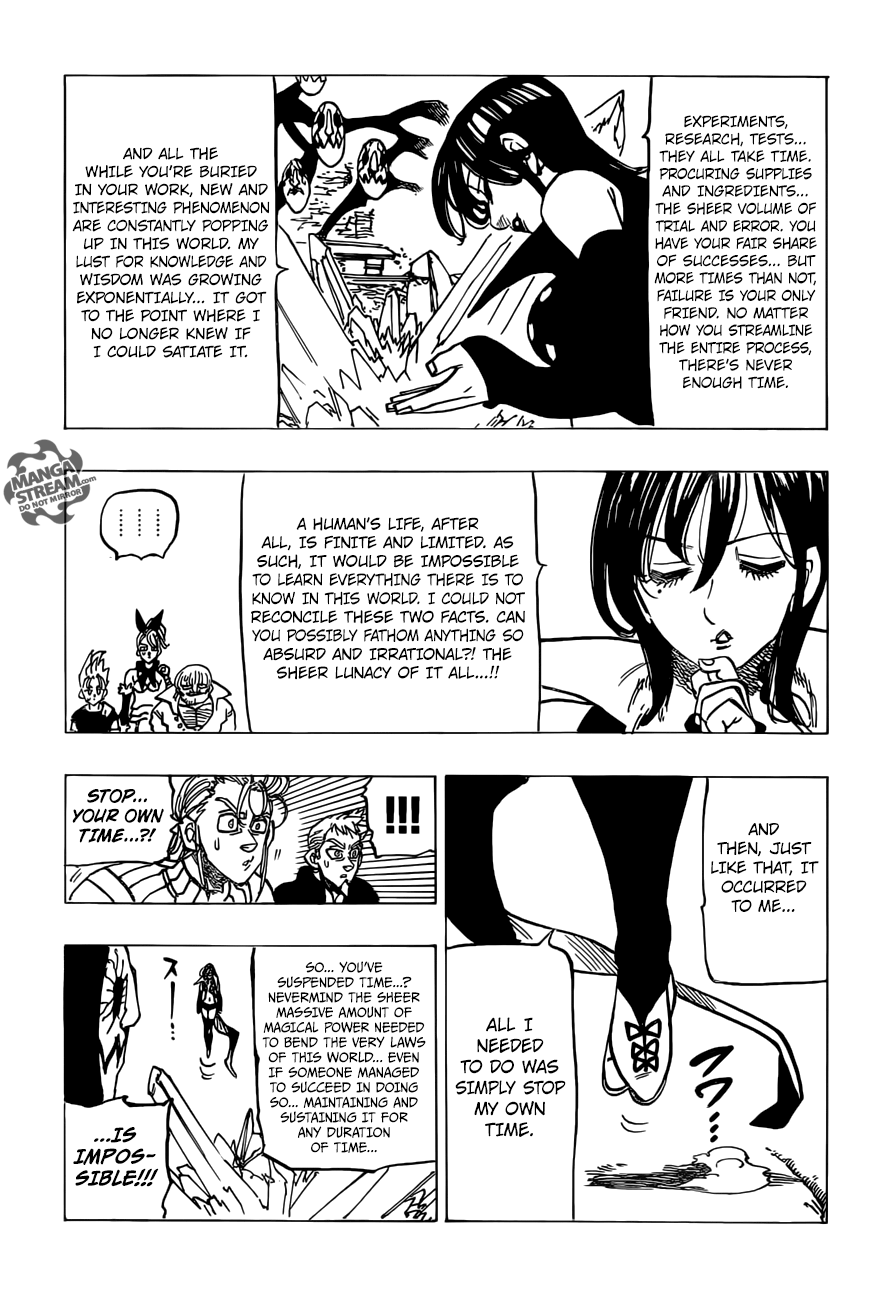 EXPERIMENTS,
RESEARCH, TESTS...
THEY ALL TAKE TIME.
PROCURING SUPPLIES
AND INGREDIENTS...
THE SHEER VOLUME OF
TRIAL AND ERROR. YOU
HAVE YOUR FAIR SHARE
OF SUCCESSES... BUT
MORE TIMES THAN NOT,
FAILURE IS YOUR ONLY
FRIEND. NO MATTER
HOW YOU STREAMLINE
THE ENTIRE PROCESS,
THERE'S NEVER
ENOUGH TIME.
AND ALL THE
WHILE YOU'RE BURIED
IN YOUR WORK, NEW AND
INTERESTING PHENOMENON
ARE CONSTANTLY POPPING
UP IN THIS WORLD. MY
LUST FOR KNOWLEDGE AND
WISDOM WAS GROWING
EXPONENTIALLY... IT GOT
TO THE POINT WHERE I
NO LONGER KNEW IF
I COULD SATIATE IT.
MANGA
STREAM.com
DO NOT MIRROR
A HUMAN'S LIFE, AFTER
ALL, IS FINITE AND LIMITED. AS
SUCH, IT WOULD BE IMPOSSIBLE
TO LEARN EVERYTHING THERE IS TO
KNOW IN THIS WORLD. I COULD NOT
RECONCILE THESE TWO FACTS. CAN
YOU POSSIBLY FATHOM ANYTHING SO
ABSURD AND IRRATIONAL?! THE
SHEER LUNACY OF IT ALL...!!
AND
THEN, JUST
LIKE THAT, IT
OCCURRED
TO ME...
ALL I
NEEDED
TO DO WAS
SIMPLY STOP
MY OWN
TIME.
フワ...
!!!
STOP...
YOUR OWN
TIME...?!
SO... YOU'VE
SUSPENDED TIME...?
NEVERMIND THE SHEER
MASSIVE AMOUNT OF
MAGICAL POWER NEEDED
TO BEND THE VERY LAWS
OF THIS WORLD... EVEN
IF SOMEONE MANAGED
TO SUCCEED IN DOING
SO... MAINTAINING AND
SUSTAINING IT FOR
ANY DURATION
OF TIME...
スー...
...IS
IMPOS-
SIBLE!!!